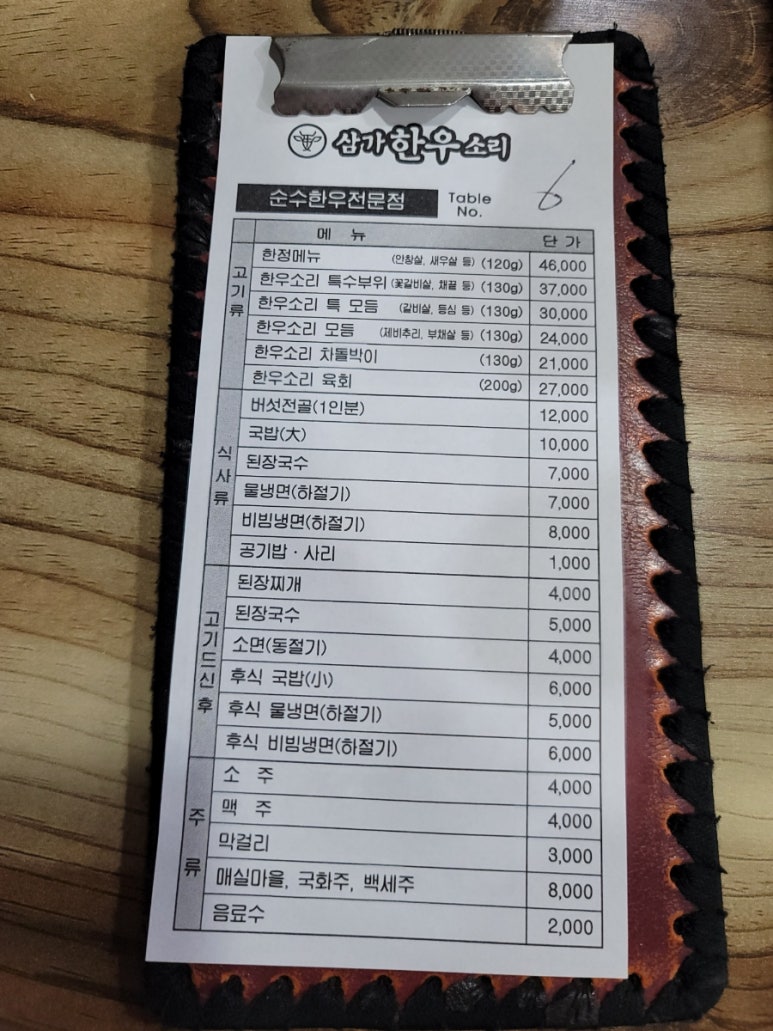 삼가한우소리
순수한우전문점 Table No. 6
메 뉴 단 가
고기류
한정메뉴 (안창살, 새우살 등) (120g) 46,000
한우소리 특수부위 (꽃갈비살, 채끝 등) (130g) 37,000
한우소리 특 모듬 (갈비살, 등심 등) (130g) 30,000
한우소리 모듬 (제비추리, 부채살 등) (130g) 24,000
한우소리 차돌박이 (130g) 21,000
한우소리 육회 (200g) 27,000
식사류
버섯전골(1인분) 12,000
국밥(大) 10,000
된장국수 7,000
물냉면(하절기) 7,000
비빔냉면(하절기) 8,000
공기밥 · 사리 1,000
고기드신후
된장찌개 4,000
된장국수 5,000
소면(동절기) 4,000
후식 국밥(小) 6,000
후식 물냉면(하절기) 5,000
후식 비빔냉면(하절기) 6,000
주류
소 주 4,000
맥 주 4,000
막걸리 3,000
매실마을, 국화주, 백세주 8,000
음료수 2,000